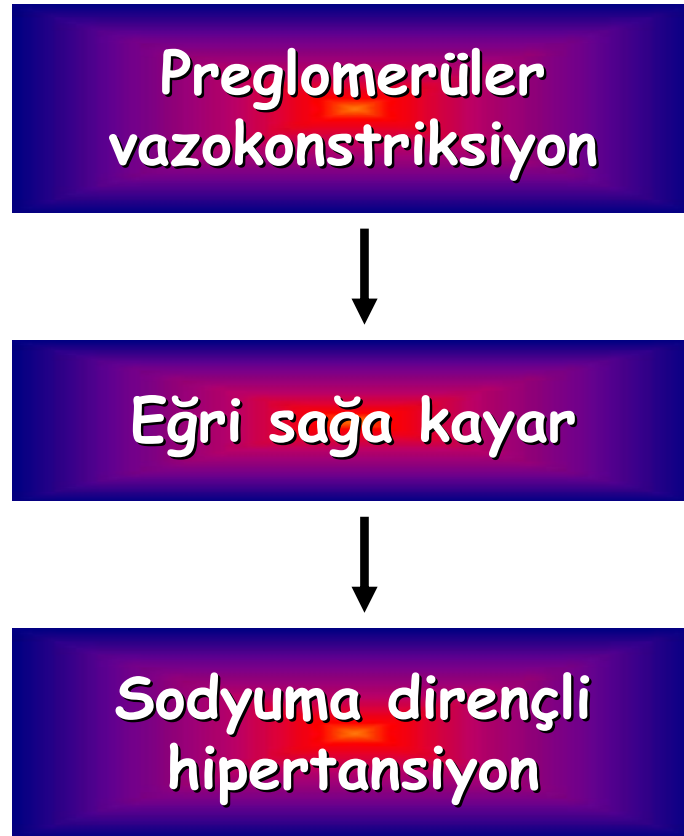 Preglomerüler
vazokonstriksiyon
Eğri sağa kayar
Sodyuma dirençli
hipertansiyon